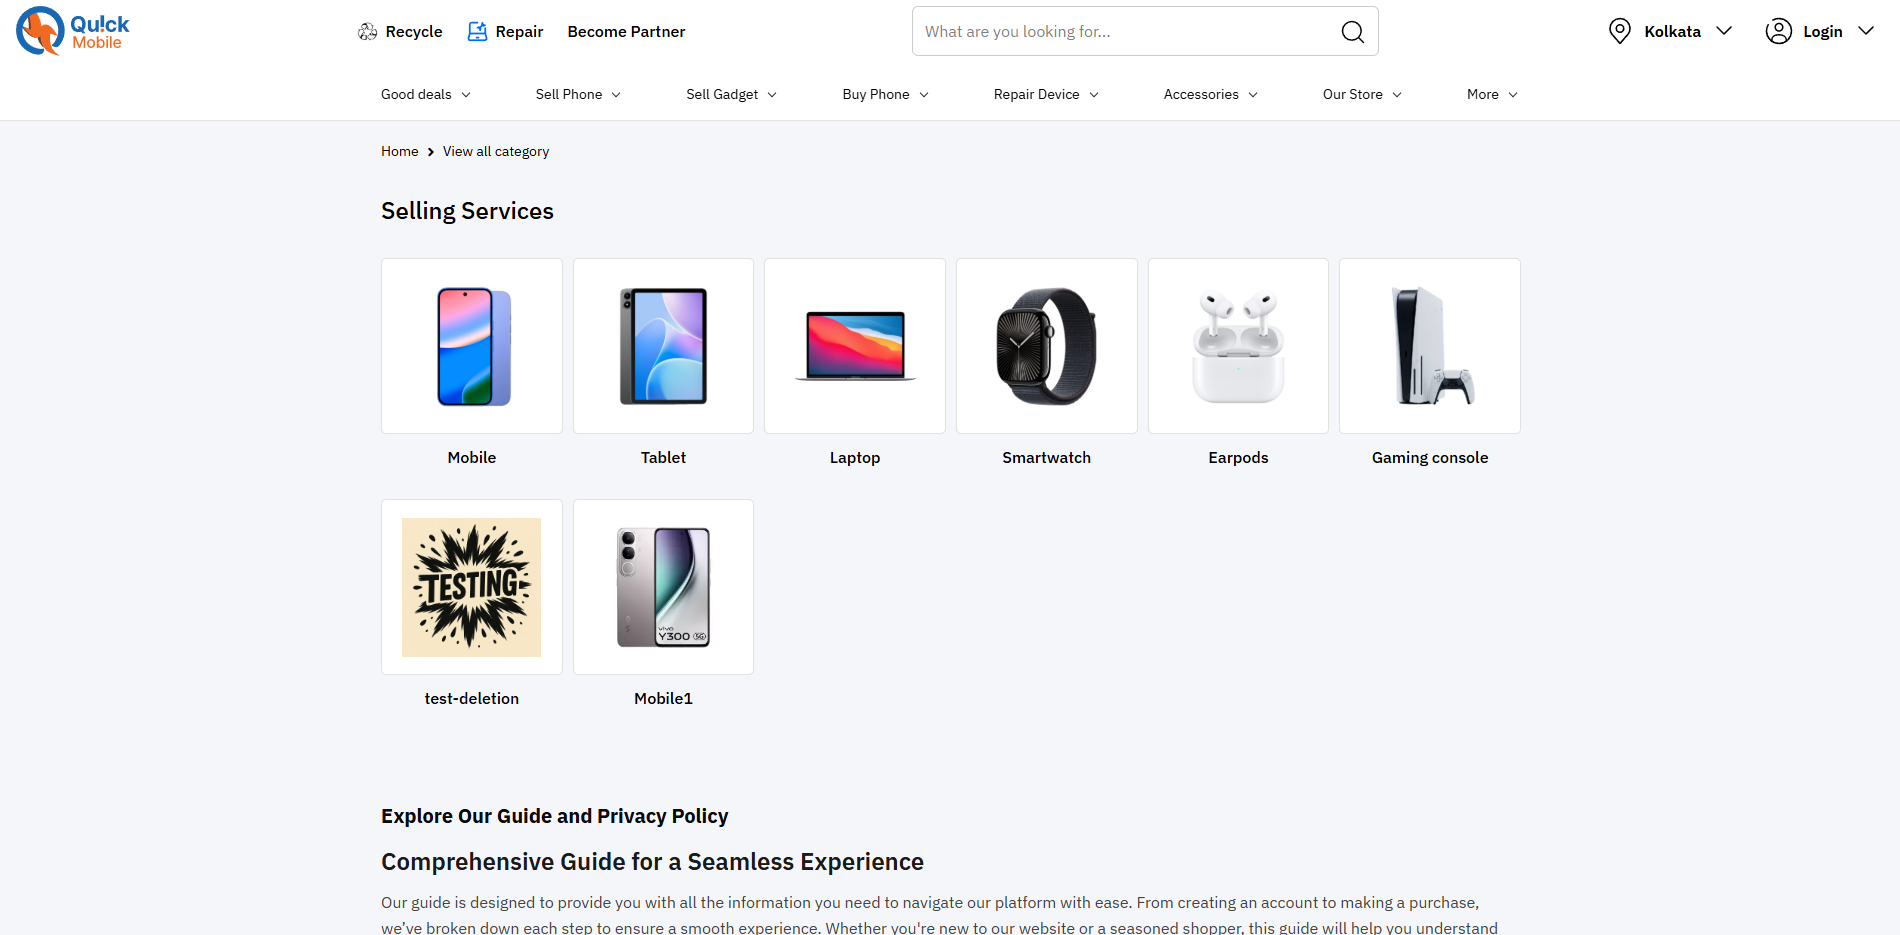 Qu!ck
Mobile
Recycle
Repair
Become Partner
What are you looking for...
Kolkata
Login
Good deals
Sell Phone
Sell Gadget
Buy Phone
Repair Device
Accessories
Our Store
More
Home
View all category
Selling Services
Mobile
Tablet
Laptop
Smartwatch
Earpods
Gaming console
TESTING
vivo
Y300 5G
test-deletion
Mobile1
Explore Our Guide and Privacy Policy
Comprehensive Guide for a Seamless Experience
Our guide is designed to provide you with all the information you need to navigate our platform with ease. From creating an account to making a purchase,
we’ve broken down each step to ensure a smooth experience. Whether you're new to our website or a seasoned shopper, this guide will help you understand